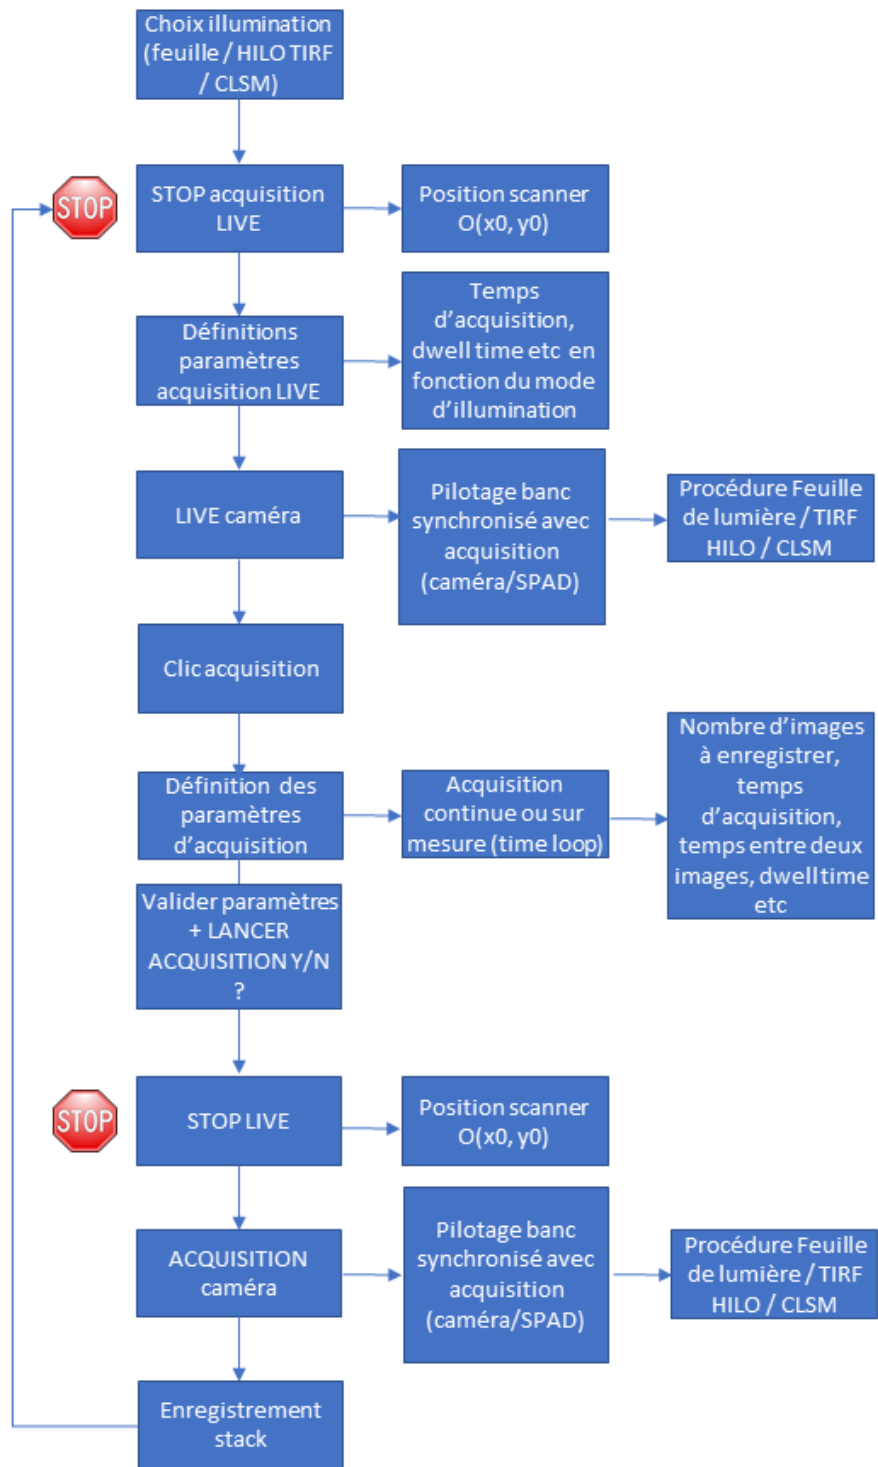 Choix illumination
(feuille / HILO TIRF
/ CLSM)
STOP
STOP acquisition
LIVE
Position scanner
O(x0, y0)
Définitions
paramètres
acquisition LIVE
Temps
d’acquisition,
dwell time etc en
fonction du mode
d’illumination
LIVE caméra
Pilotage banc
synchronisé avec
acquisition
(caméra/SPAD)
Procédure Feuille
de lumière / TIRF
HILO / CLSM
Clic acquisition
Définition des
paramètres
d’acquisition
Acquisition
continue ou sur
mesure (time loop)
Nombre d’images
à enregistrer,
temps
d’acquisition,
temps entre deux
images, dwell time
etc
Valider paramètres
+ LANCER
ACQUISITION Y/N
?
STOP
STOP LIVE
Position scanner
O(x0, y0)
ACQUISITION
caméra
Pilotage banc
synchronisé avec
acquisition
(caméra/SPAD)
Procédure Feuille
de lumière / TIRF
HILO / CLSM
Enregistrement
stack